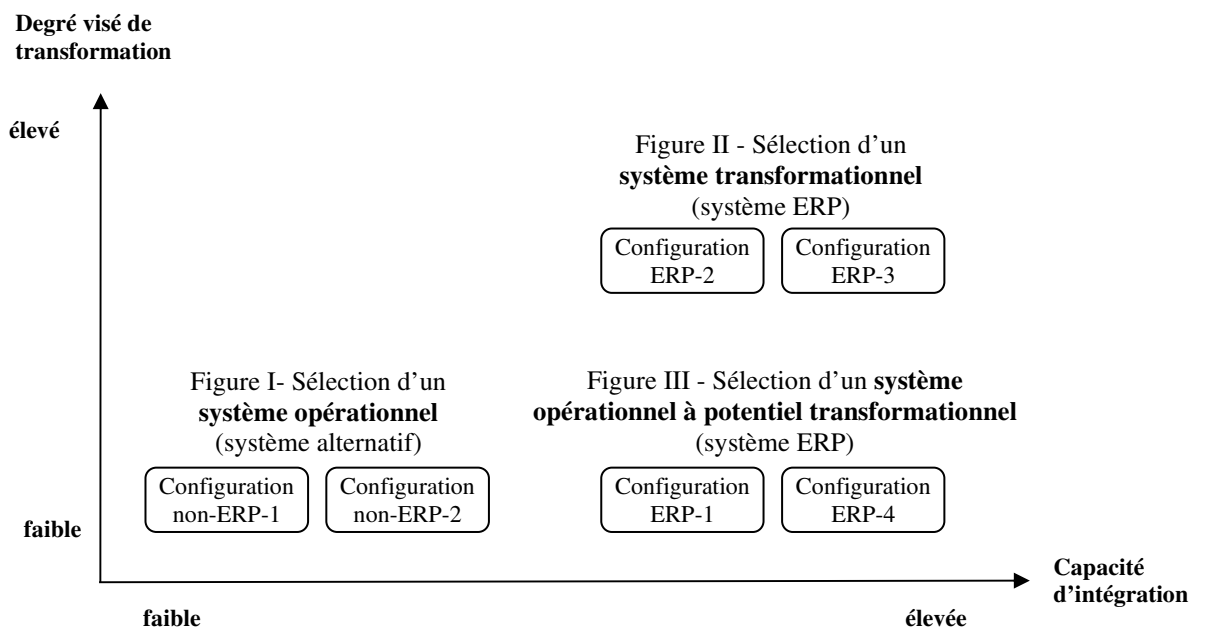 Degré visé de
transformation
élevé
Figure II - Sélection d’un
système transformationnel
(système ERP)
Configuration
ERP-2
Configuration
ERP-3
Figure I- Sélection d’un
système opérationnel
(système alternatif)
Configuration
non-ERP-1
Configuration
non-ERP-2
Figure III - Sélection d’un système
opérationnel à potentiel transformationnel
(système ERP)
Configuration
ERP-1
Configuration
ERP-4
faible
Capacité
d’intégration
faible
élevée